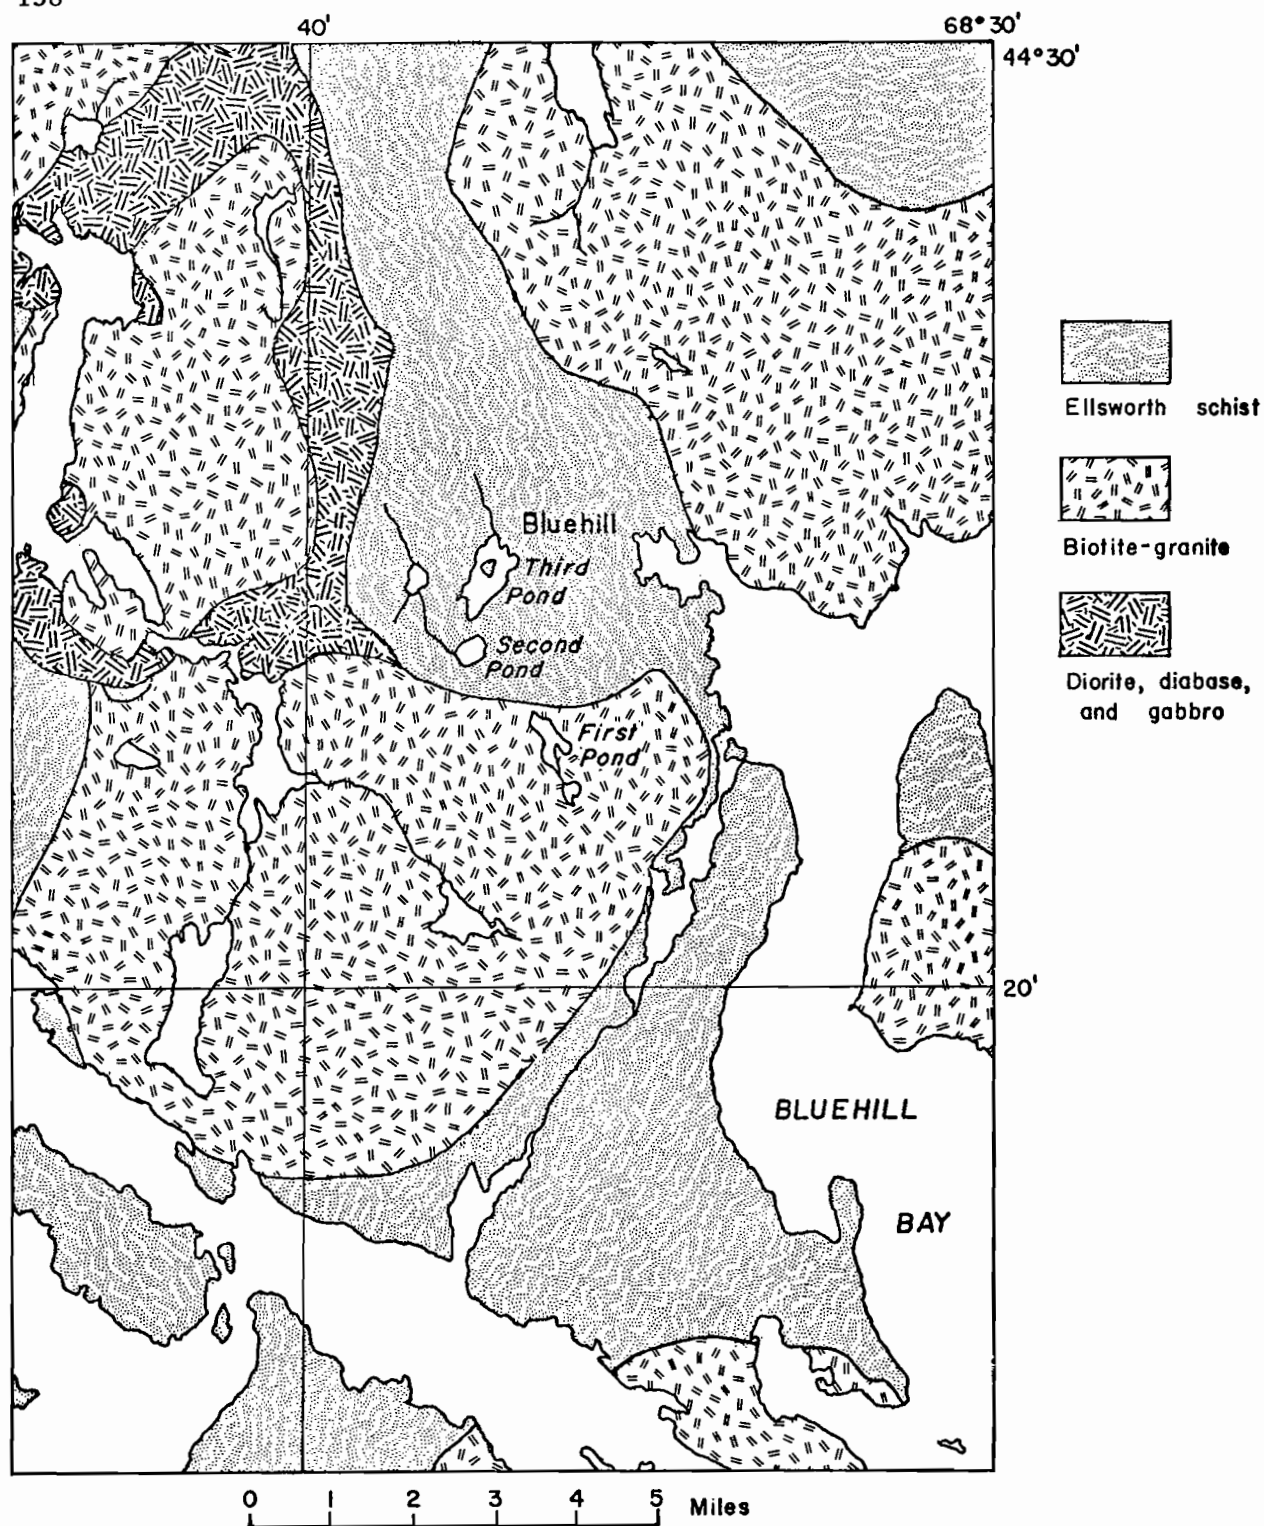 40'
68°30'
44°30'
Ellsworth schist
Biotite-granite
Diorite, diabase,
and gabbro
Bluehill
Third
Pond
Second
Pond
First
Pond
20'
BLUEHILL
BAY
0 1 2 3 4 5 Miles